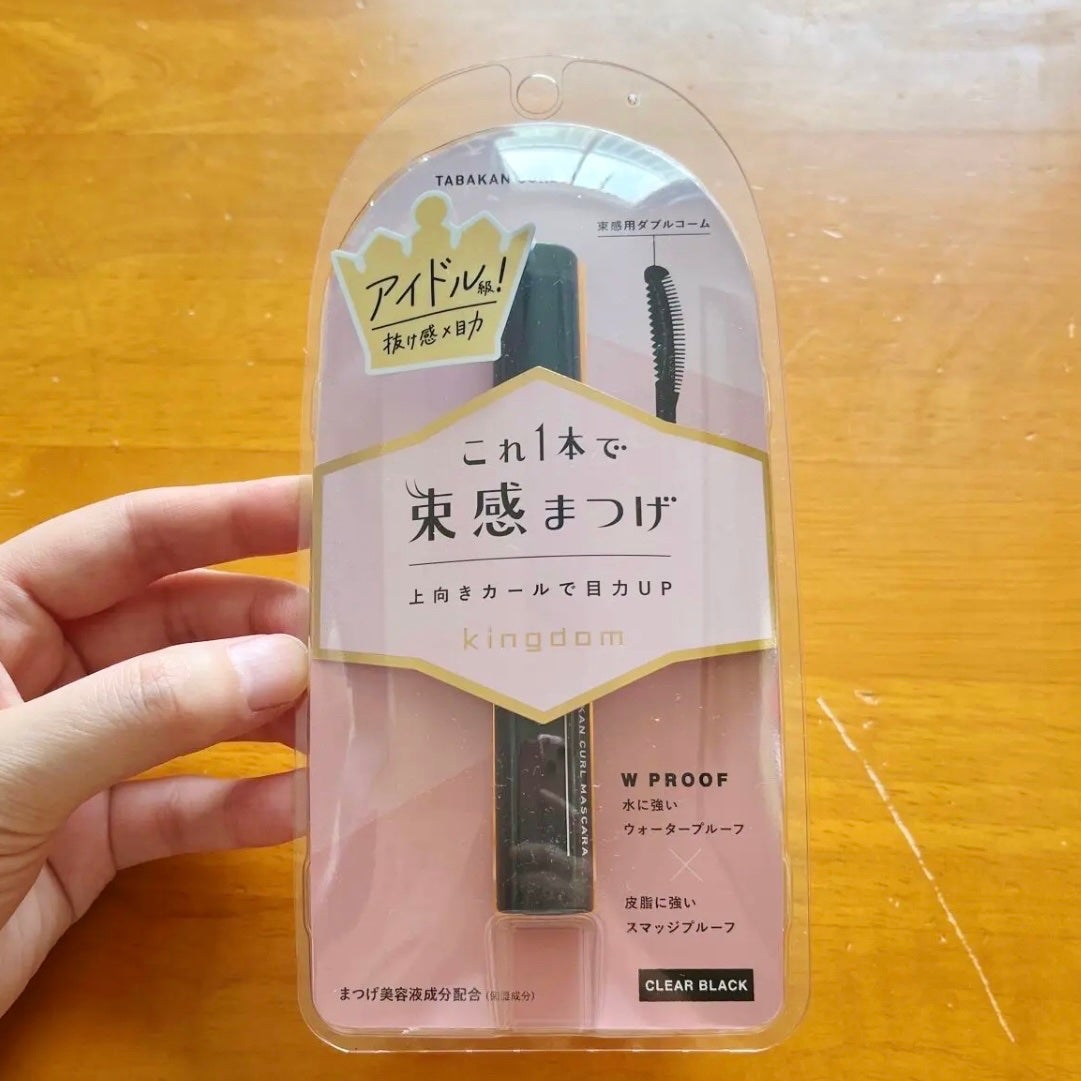 TABAKAN
束感用ダブルコーム
アイドル級!
抜け感×目力
これ1本で
束感まつげ
上向きカールで目力UP
kingdom
CURL MASCARA
W PROOF
水に強い
ウォータープルーフ
×
皮脂に強い
スマッジプルーフ
まつげ美容液成分配合 (保湿成分)
CLEAR BLACK